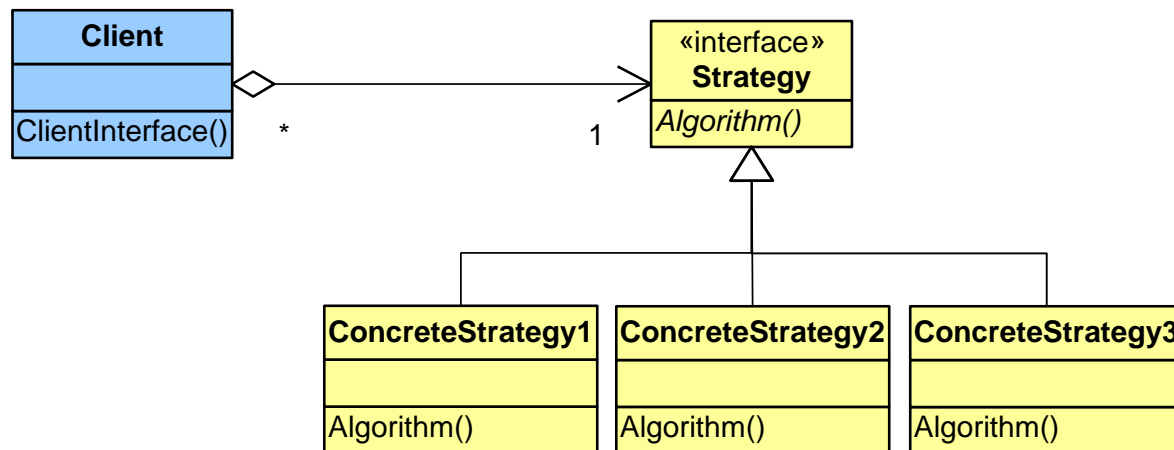 Client
ClientInterface()
*
1
«interface»
Strategy
Algorithm()
ConcreteStrategy1
Algorithm()
ConcreteStrategy2
Algorithm()
ConcreteStrategy3
Algorithm()